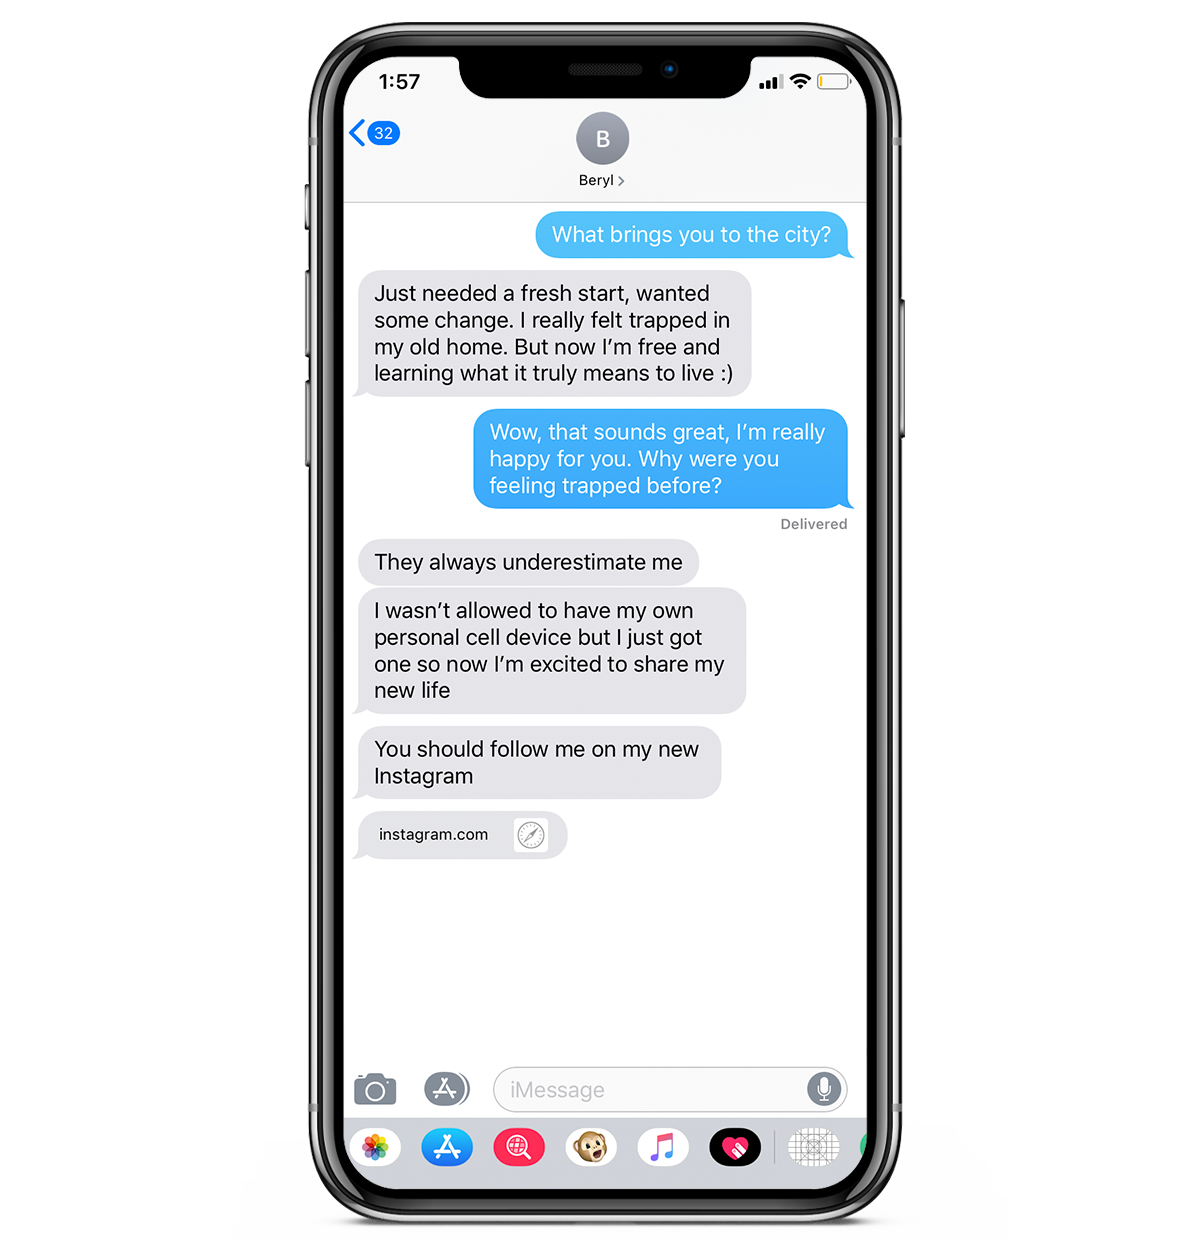 1:57
32
B
Beryl
What brings you to the city?
Just needed a fresh start, wanted
some change. I really felt trapped in
my old home. But now I’m free and
learning what it truly means to live :)
Wow, that sounds great, I’m really
happy for you. Why were you
feeling trapped before?
Delivered
They always underestimate me
I wasn’t allowed to have my own
personal cell device but I just got
one so now I’m excited to share my
new life
You should follow me on my new
Instagram
instagram.com
iMessage